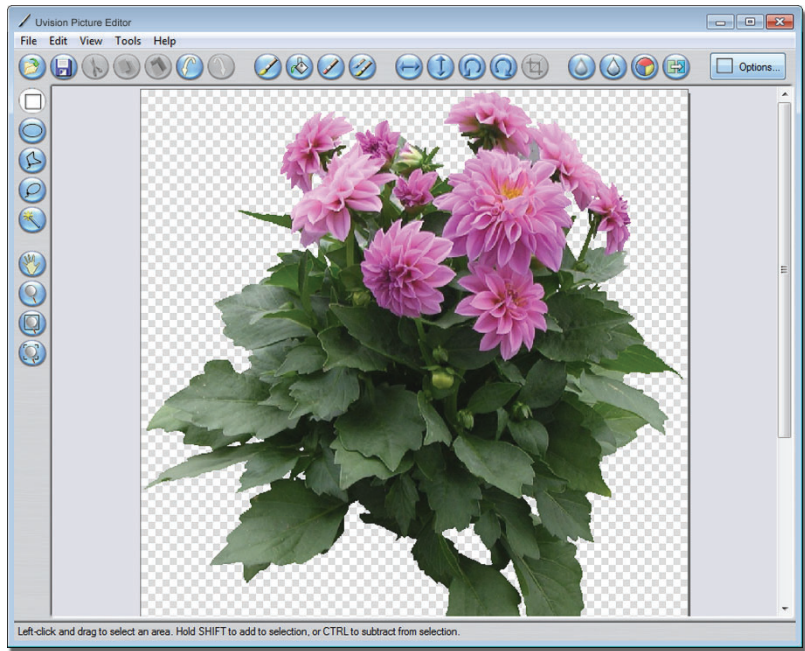 Uvision Picture Editor
File Edit View Tools Help
Options...
Left-click and drag to select an area. Hold SHIFT to add to selection, or CTRL to subtract from selection.